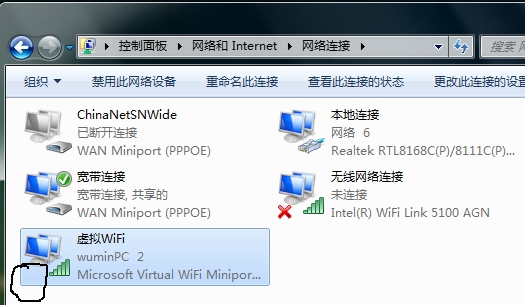 控制面板 ▸ 网络和 Internet ▸ 网络连接 ▸
搜索 网
组织 ▼ 禁用此网络设备 重命名此连接 查看此连接的状态 更改此连接的设
ChinaNetSNWide
已断开连接
WAN Miniport (PPPOE)
本地连接
网络 6
Realtek RTL8168C(P)/8111C(P)...
宽带连接
宽带连接, 共享的
WAN Miniport (PPPOE)
无线网络连接
未连接
Intel(R) WiFi Link 5100 AGN
虚拟WiFi
wuminPC 2
Microsoft Virtual WiFi Minipor...